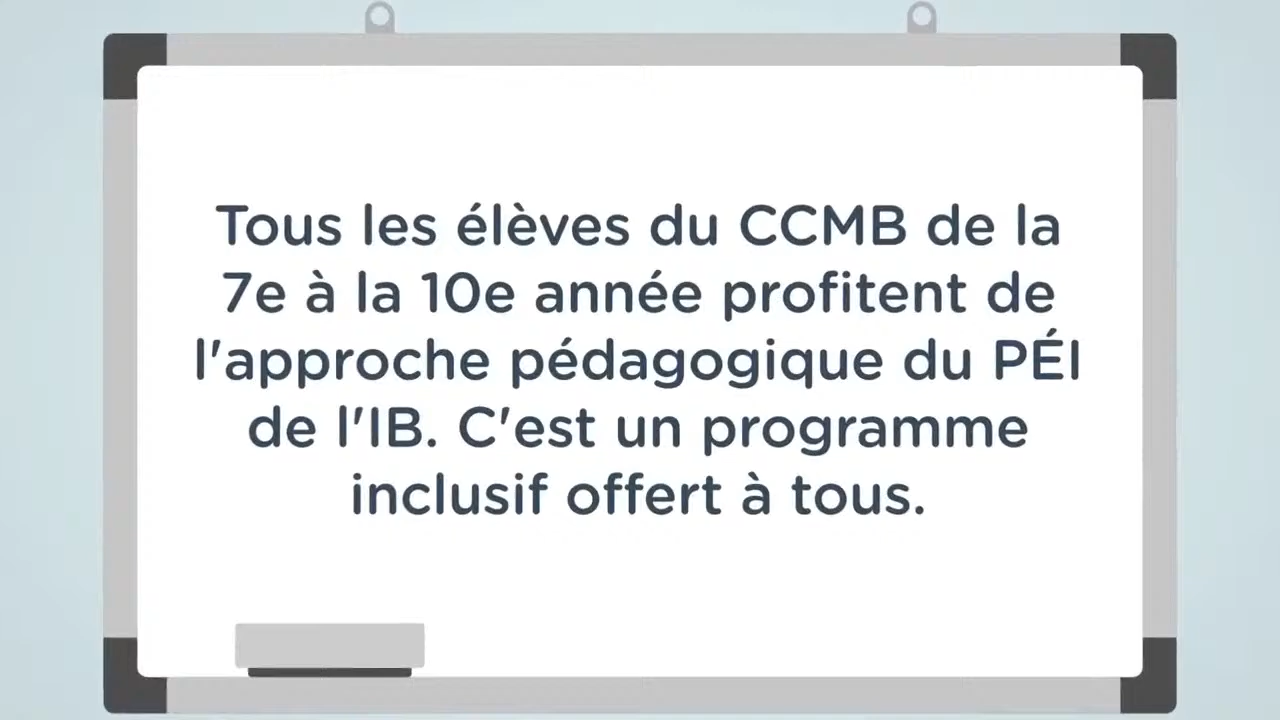 Tous les élèves du CCMB de la
7e à la 10e année profitent de
l'approche pédagogique du PÉI
de l'IB. C'est un programme
inclusif offert à tous.